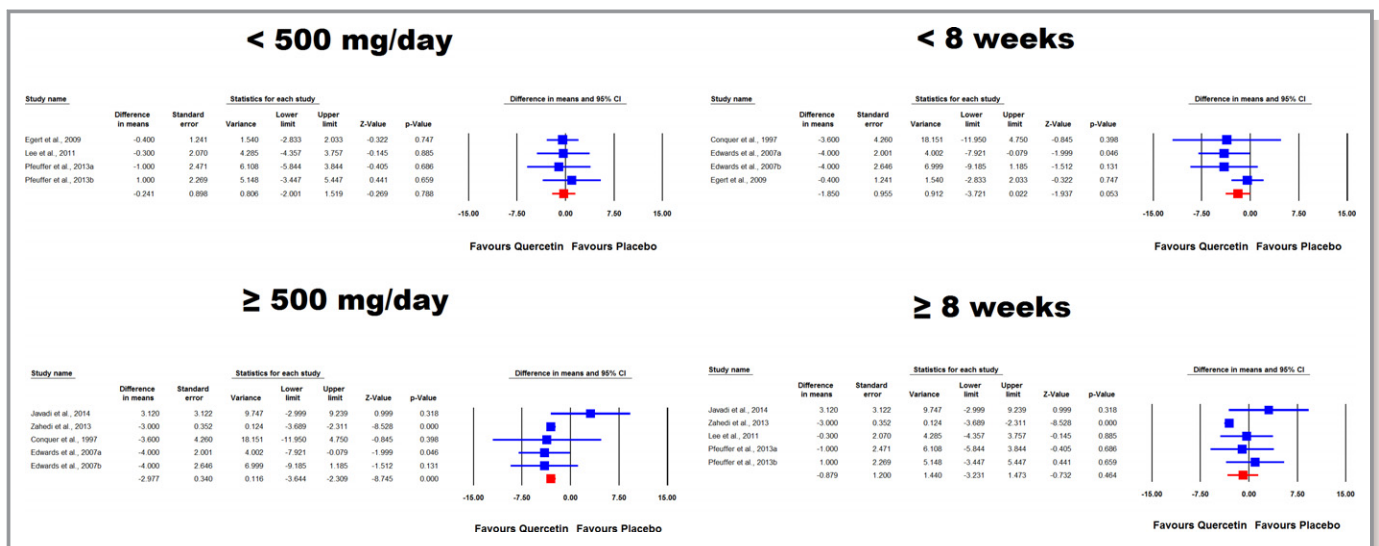 < 500 mg/day
Study name Statistics for each study Difference in means and 95% CI
Difference in means Standard error Variance Lower limit Upper limit Z-Value p-Value
Egert et al., 2009 -0.400 1.241 1.540 -2.833 2.033 -0.322 0.747
Lee et al., 2011 -0.300 2.070 4.285 -4.357 3.757 -0.145 0.885
Pfeuffer et al., 2013a -1.000 2.471 6.108 -5.844 3.844 -0.405 0.686
Pfeuffer et al., 2013b 1.000 2.269 5.148 -3.447 5.447 0.441 0.659
-0.241 0.898 0.806 -2.001 1.519 -0.269 0.788
-15.00 -7.50 0.00 7.50 15.00
Favours Quercetin Favours Placebo
< 8 weeks
Study name Statistics for each study Difference in means and 95% CI
Difference in means Standard error Variance Lower limit Upper limit Z-Value p-Value
Conquer et al., 1997 -3.600 4.260 18.151 -11.950 4.750 -0.845 0.398
Edwards et al., 2007a -4.000 2.001 4.002 -7.921 -0.079 -1.999 0.046
Edwards et al., 2007b -4.000 2.646 6.999 -9.185 1.185 -1.512 0.131
Egert et al., 2009 -0.400 1.241 1.540 -2.833 2.033 -0.322 0.747
-1.850 0.955 0.912 -3.721 0.022 -1.937 0.053
-15.00 -7.50 0.00 7.50 15.00
Favours Quercetin Favours Placebo
≥ 500 mg/day
Study name Statistics for each study Difference in means and 95% CI
Difference in means Standard error Variance Lower limit Upper limit Z-Value p-Value
Javadi et al., 2014 3.120 3.122 9.747 -2.999 9.239 0.999 0.318
Zahedi et al., 2013 -3.000 0.352 0.124 -3.689 -2.311 -8.528 0.000
Conquer et al., 1997 -3.600 4.260 18.151 -11.950 4.750 -0.845 0.398
Edwards et al., 2007a -4.000 2.001 4.002 -7.921 -0.079 -1.999 0.046
Edwards et al., 2007b -4.000 2.646 6.999 -9.185 1.185 -1.512 0.131
-2.977 0.340 0.116 -3.644 -2.309 -8.745 0.000
-15.00 -7.50 0.00 7.50 15.00
Favours Quercetin Favours Placebo
≥ 8 weeks
Study name Statistics for each study Difference in means and 95% CI
Difference in means Standard error Variance Lower limit Upper limit Z-Value p-Value
Javadi et al., 2014 3.120 3.122 9.747 -2.999 9.239 0.999 0.318
Zahedi et al., 2013 -3.000 0.352 0.124 -3.689 -2.311 -8.528 0.000
Lee et al., 2011 -0.300 2.070 4.285 -4.357 3.757 -0.145 0.885
Pfeuffer et al., 2013a -1.000 2.471 6.108 -5.844 3.844 -0.405 0.686
Pfeuffer et al., 2013b 1.000 2.269 5.148 -3.447 5.447 0.441 0.659
-0.879 1.200 1.440 -3.231 1.473 -0.732 0.464
-15.00 -7.50 0.00 7.50 15.00
Favours Quercetin Favours Placebo